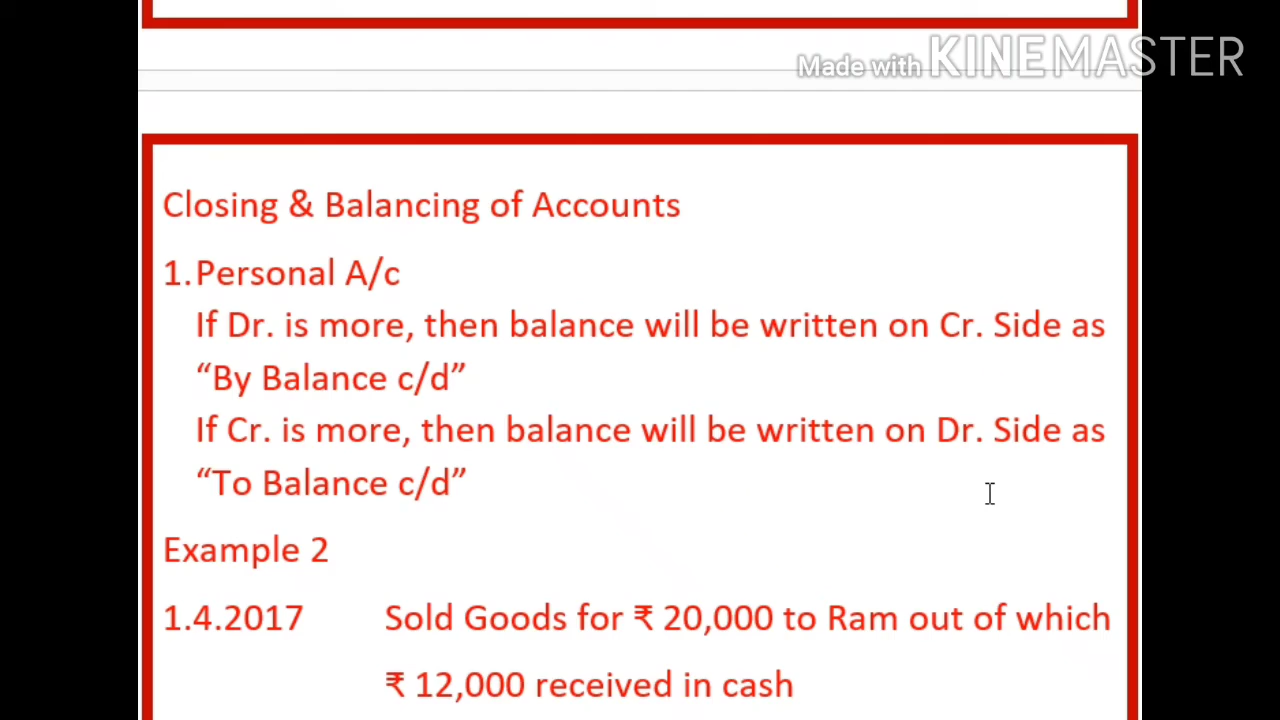 Made with KINEMASTER
Closing & Balancing of Accounts
1.Personal A/c
If Dr. is more, then balance will be written on Cr. Side as
“By Balance c/d”
If Cr. is more, then balance will be written on Dr. Side as
“To Balance c/d”
Example 2
1.4.2017 Sold Goods for ₹ 20,000 to Ram out of which
₹ 12,000 received in cash